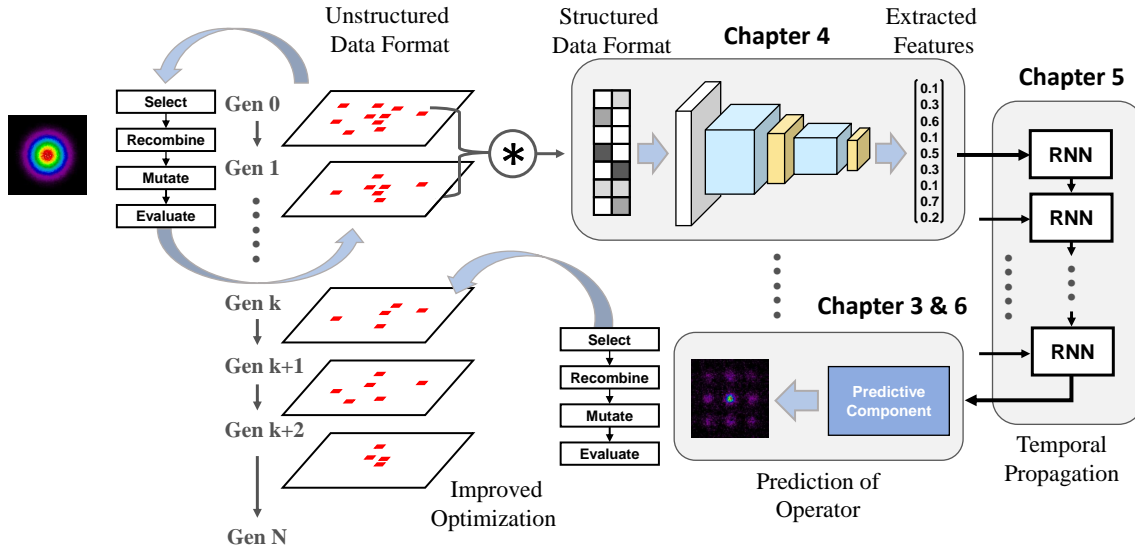 Unstructured
Data Format
Structured
Data Format
Chapter 4
Extracted
Features
Chapter 5
Select
Recombine
Mutate
Evaluate
Gen 0
Gen 1
*
0.1
0.3
0.6
0.1
0.5
0.3
0.1
0.7
0.2
RNN
RNN
RNN
Temporal
Propagation
Gen k
Gen k+1
Gen k+2
Gen N
Improved
Optimization
Select
Recombine
Mutate
Evaluate
Chapter 3 & 6
Predictive
Component
Prediction of
Operator